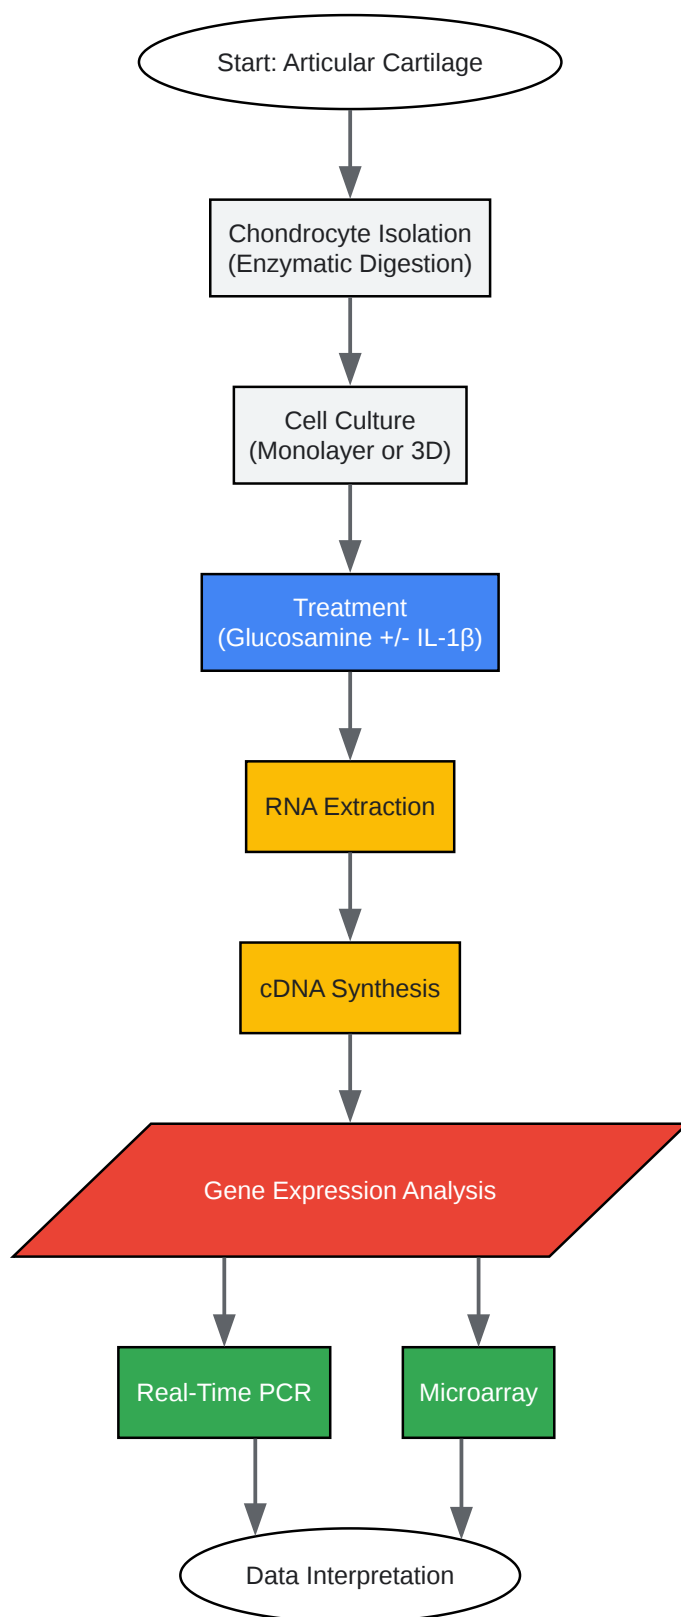 Start: Articular Cartilage
Chondrocyte Isolation
(Enzymatic Digestion)
Cell Culture
(Monolayer or 3D)
Treatment
(Glucosamine +/- IL-1β)
RNA Extraction
cDNA Synthesis
Gene Expression Analysis
Real-Time PCR
Microarray
Data Interpretation